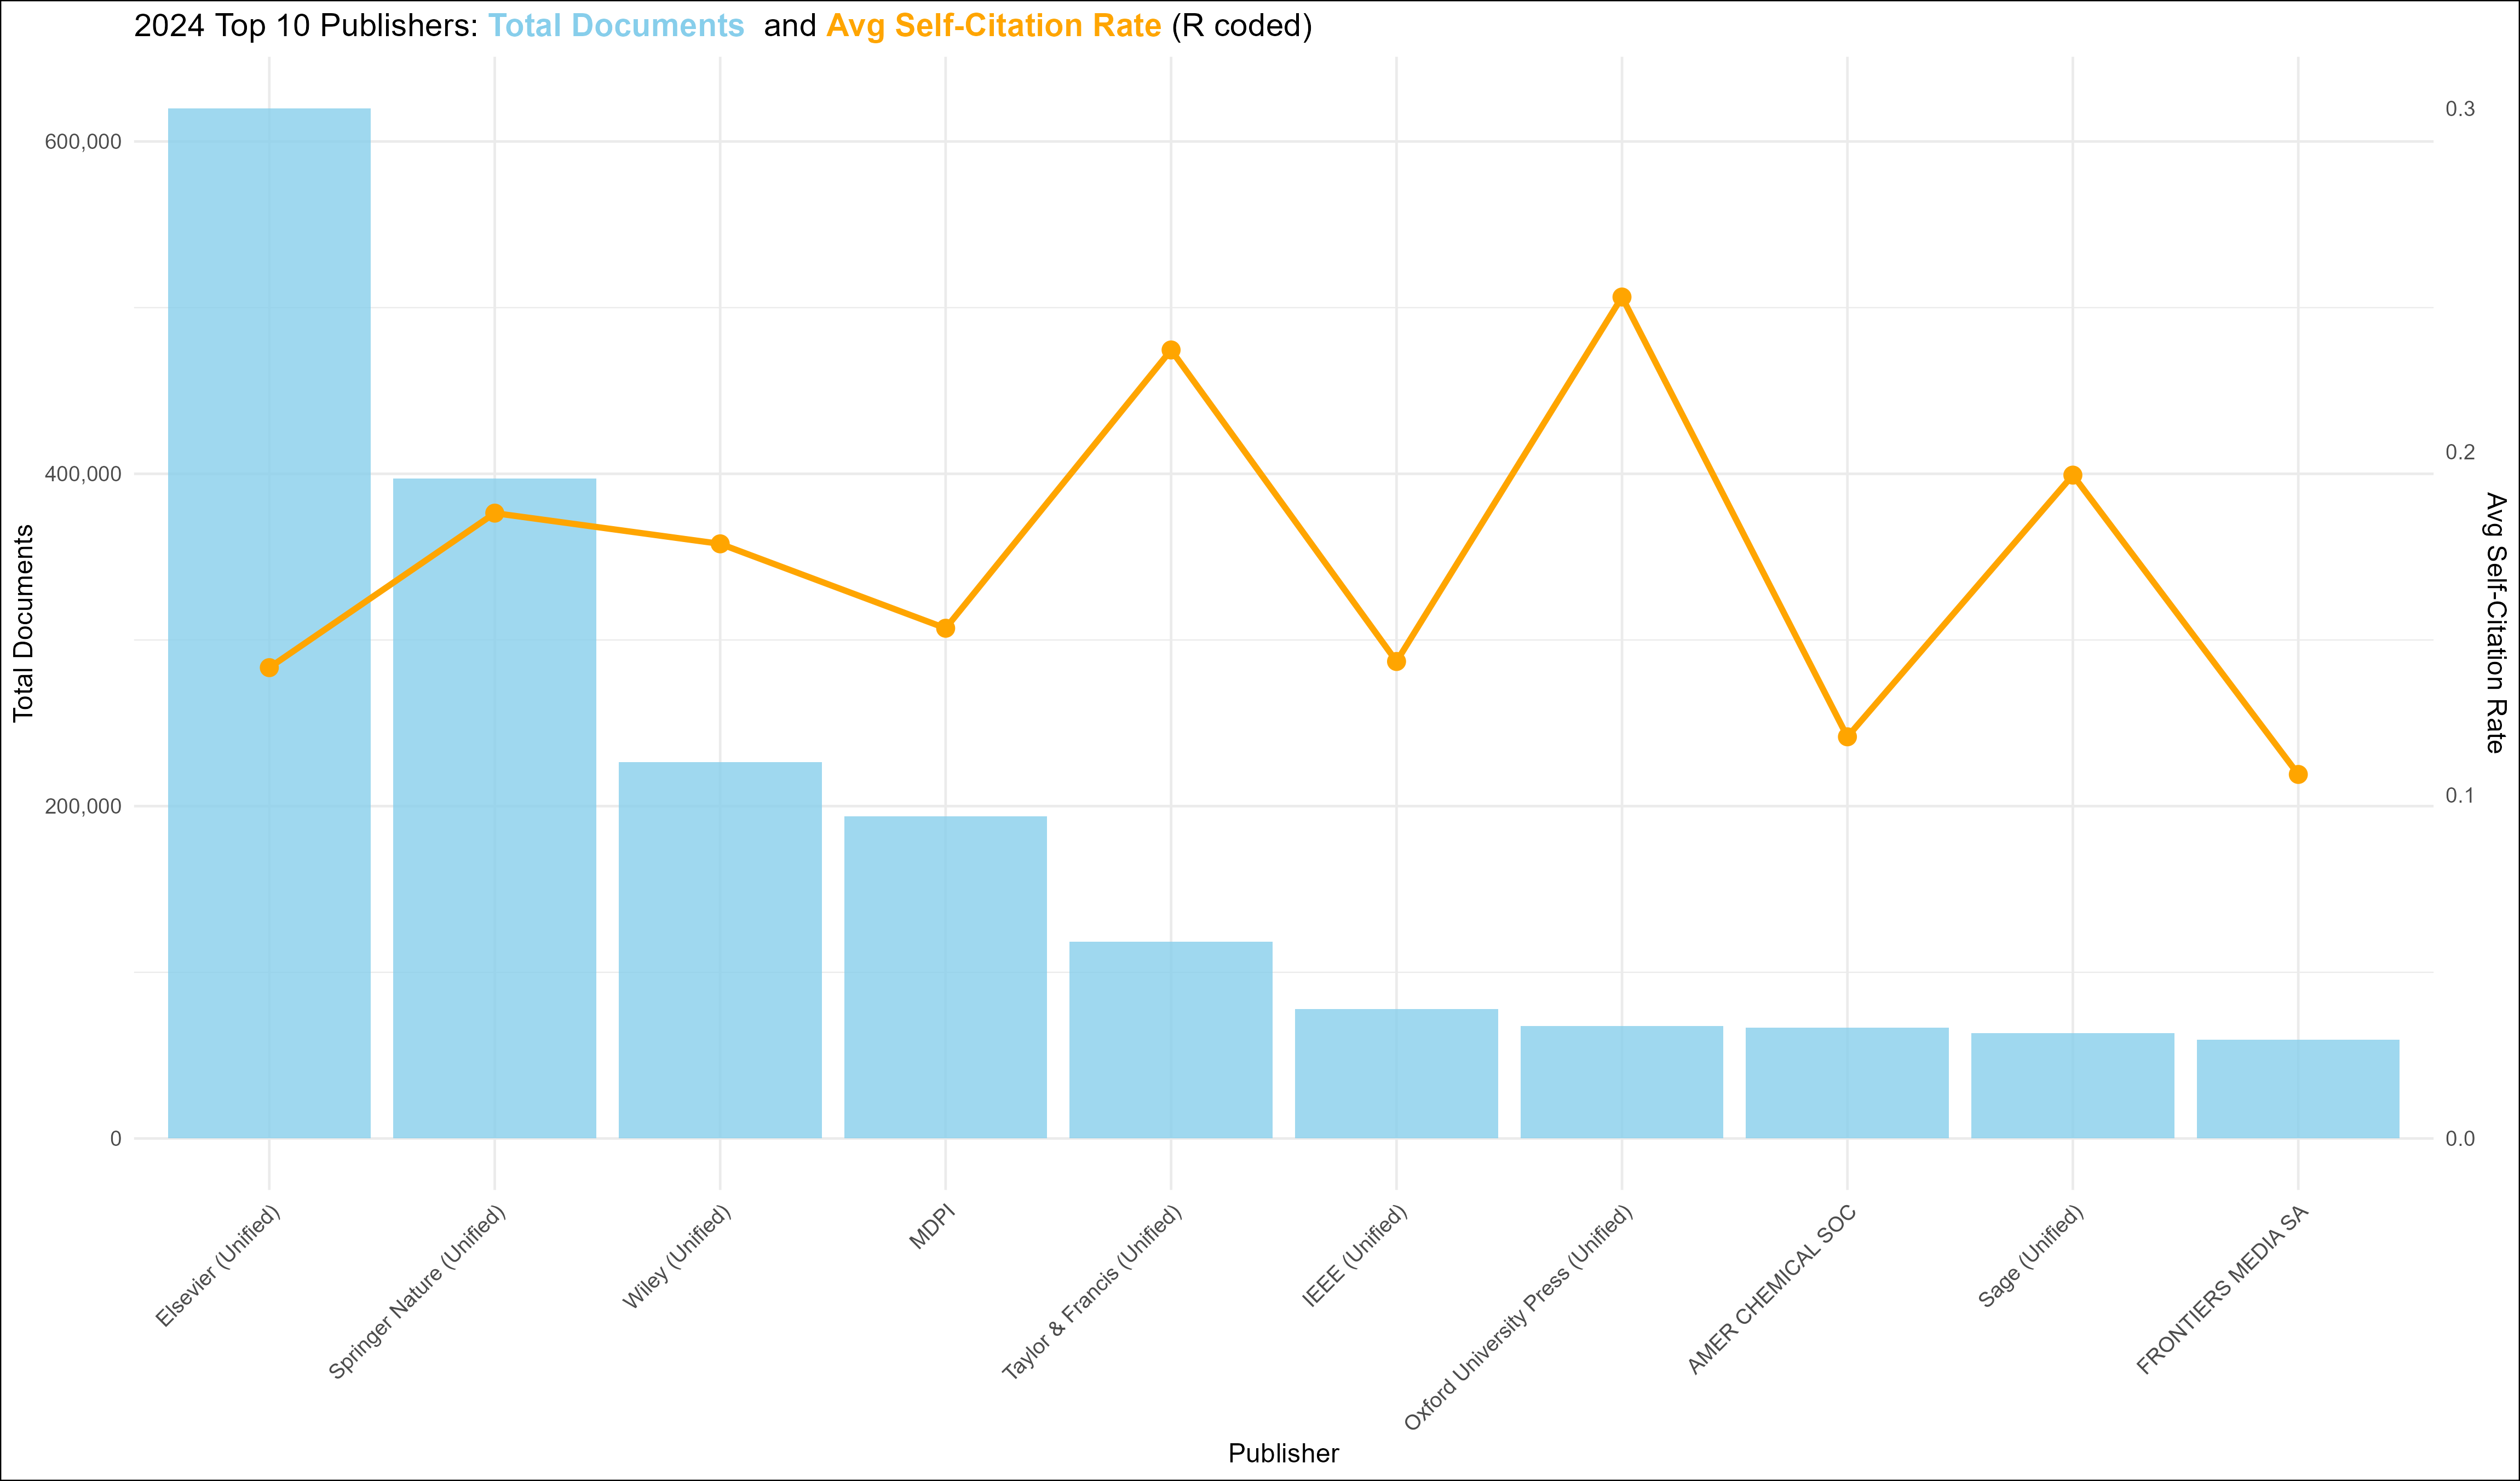 2024 Top 10 Publishers: Total Documents and Avg Self-Citation Rate (R coded)
Total Documents
600,000
400,000
200,000
0
0.3
0.2
0.1
0.0
Avg Self-Citation Rate
Elsevier (Unified)
Springer Nature (Unified)
Wiley (Unified)
MDPI
Taylor & Francis (Unified)
IEEE (Unified)
Oxford University Press (Unified)
AMER CHEMICAL SOC
Sage (Unified)
FRONTIERS MEDIA SA
Publisher